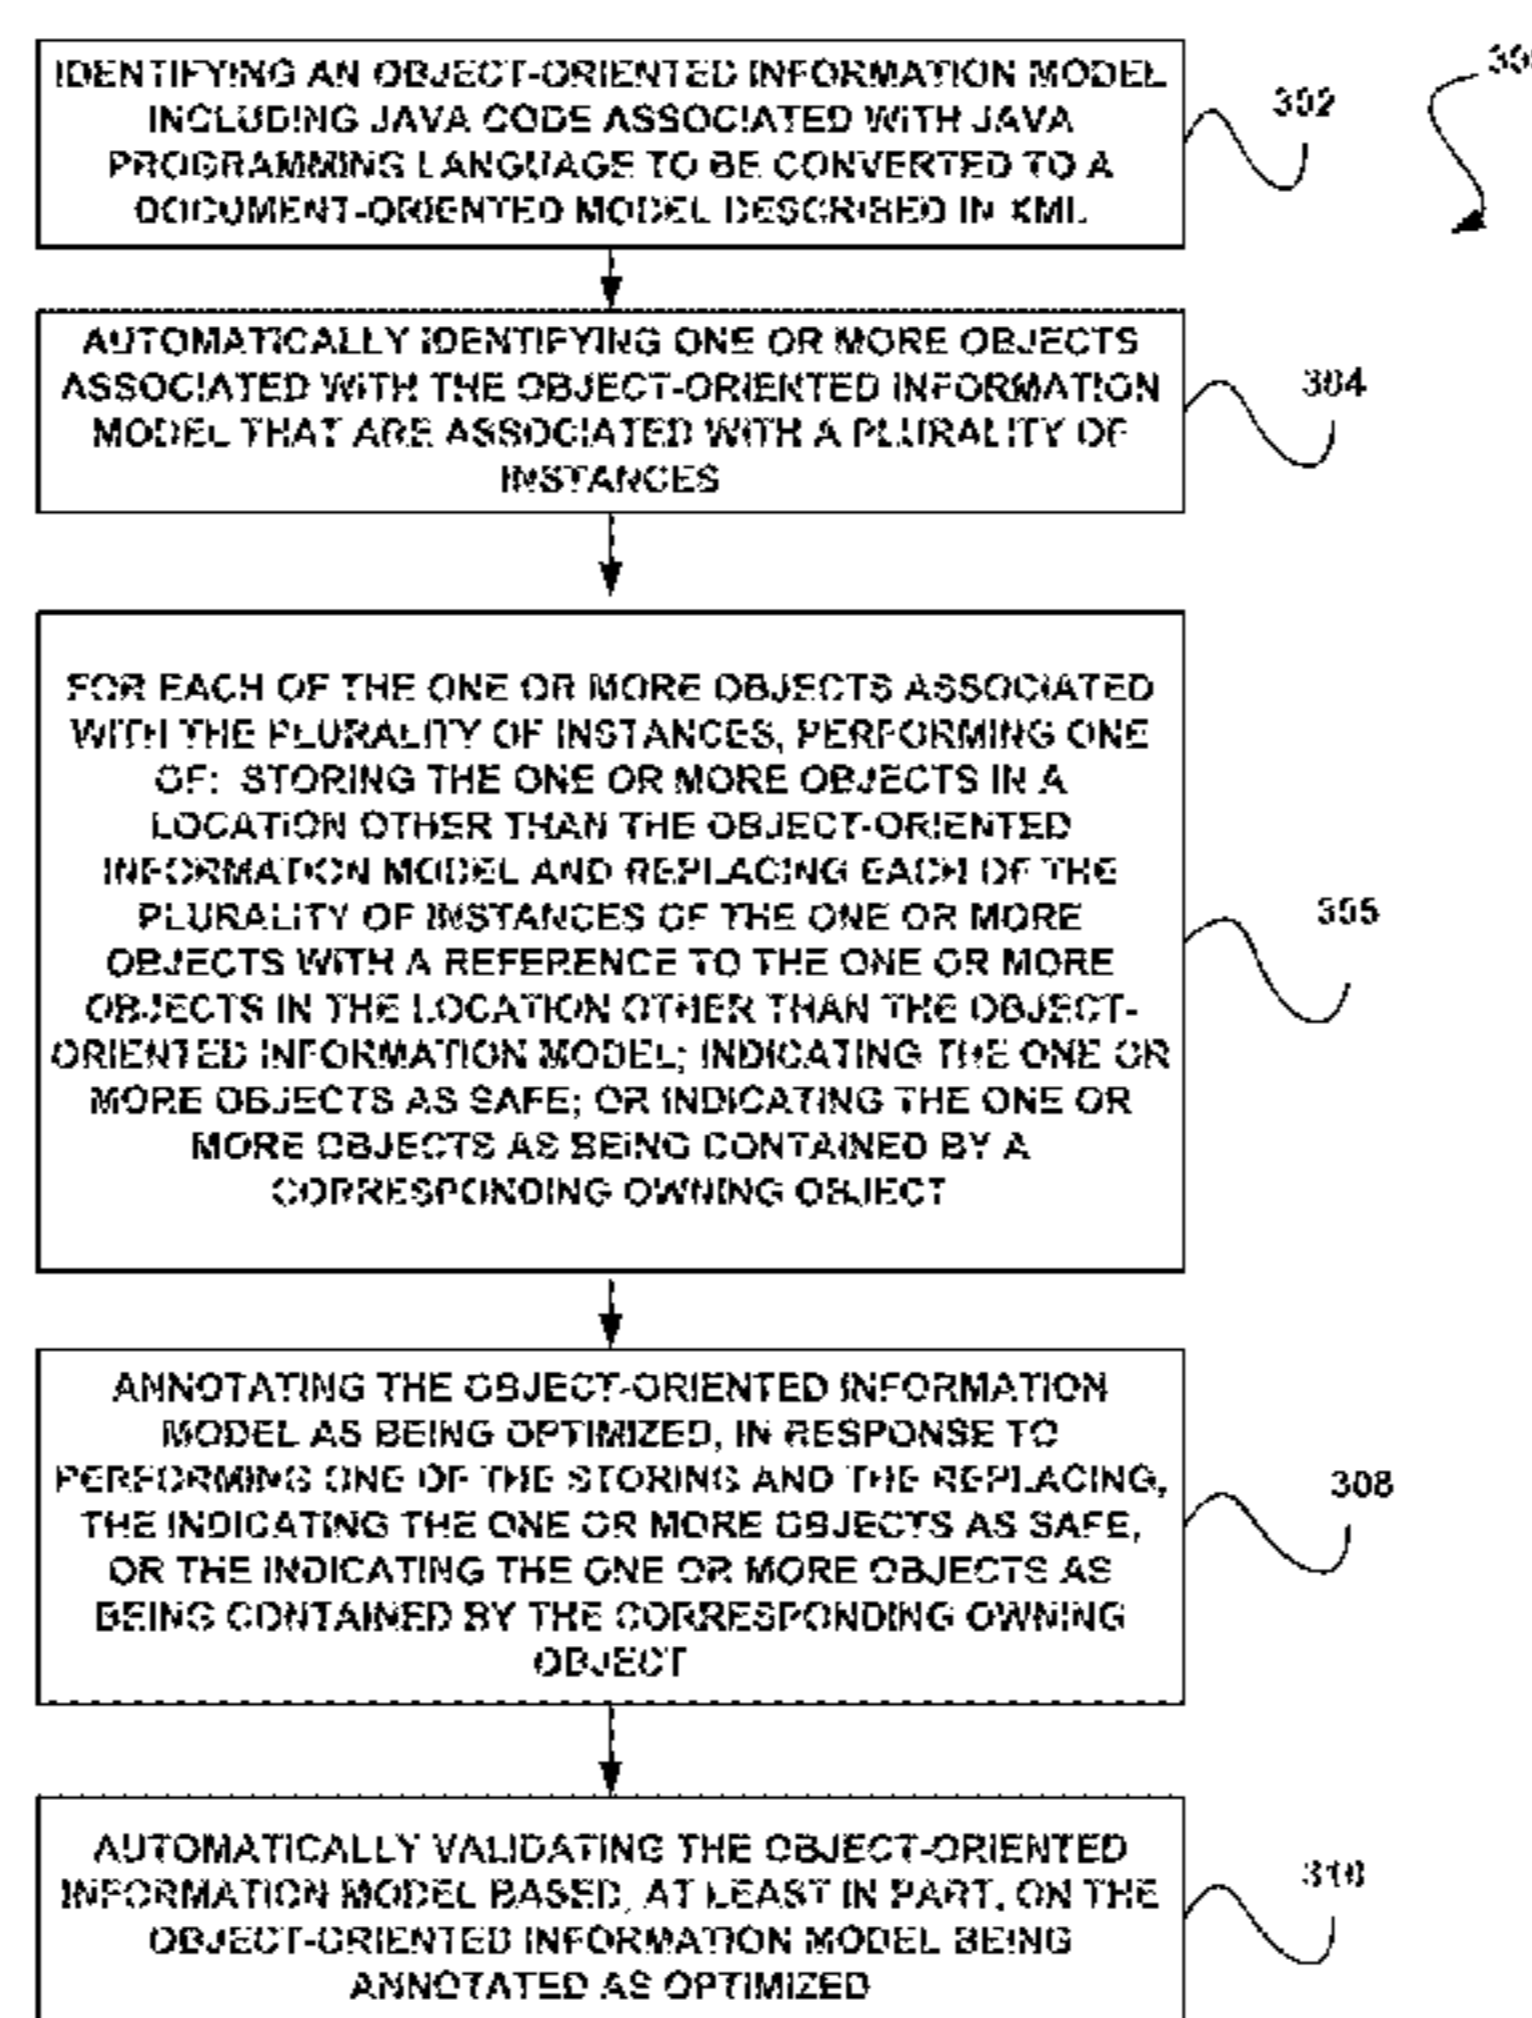 IDENTIFYING AN OBJECT-ORIENTED INFORMATION MODEL
INCLUDING JAVA CODE ASSOCIATED WITH JAVA
PROGRAMMING LANGUAGE TO BE CONVERTED TO A
DOCUMENT-ORIENTED MODEL DESCRIBED IN XML
302
AUTOMATICALLY IDENTIFYING ONE OR MORE OBJECTS
ASSOCIATED WITH THE OBJECT-ORIENTED INFORMATION
MODEL THAT ARE ASSOCIATED WITH A PLURALITY OF
INSTANCES
304
FOR EACH OF THE ONE OR MORE OBJECTS ASSOCIATED
WITH THE PLURALITY OF INSTANCES, PERFORMING ONE
OF: STORING THE ONE OR MORE OBJECTS IN A
LOCATION OTHER THAN THE OBJECT-ORIENTED
INFORMATION MODEL AND REPLACING EACH OF THE
PLURALITY OF INSTANCES OF THE ONE OR MORE
OBJECTS WITH A REFERENCE TO THE ONE OR MORE
OBJECTS IN THE LOCATION OTHER THAN THE OBJECT-
ORIENTED INFORMATION MODEL; INDICATING THE ONE OR
MORE OBJECTS AS SAFE; OR INDICATING THE ONE OR
MORE OBJECTS AS BEING CONTAINED BY A
CORRESPONDING OWNING OBJECT
ANNOTATING THE OBJECT-ORIENTED INFORMATION
MODEL AS BEING OPTIMIZED, IN RESPONSE TO
PERFORMING ONE OF THE STORING AND THE REPLACING,
THE INDICATING THE ONE OR MORE OBJECTS AS SAFE,
OR THE INDICATING THE ONE OR MORE OBJECTS AS
BEING CONTAINED BY THE CORRESPONDING OWNING
OBJECT
308
AUTOMATICALLY VALIDATING THE OBJECT-ORIENTED
INFORMATION MODEL BASED, AT LEAST IN PART, ON THE
OBJECT-ORIENTED INFORMATION MODEL BEING
ANNOTATED AS OPTIMIZED
310